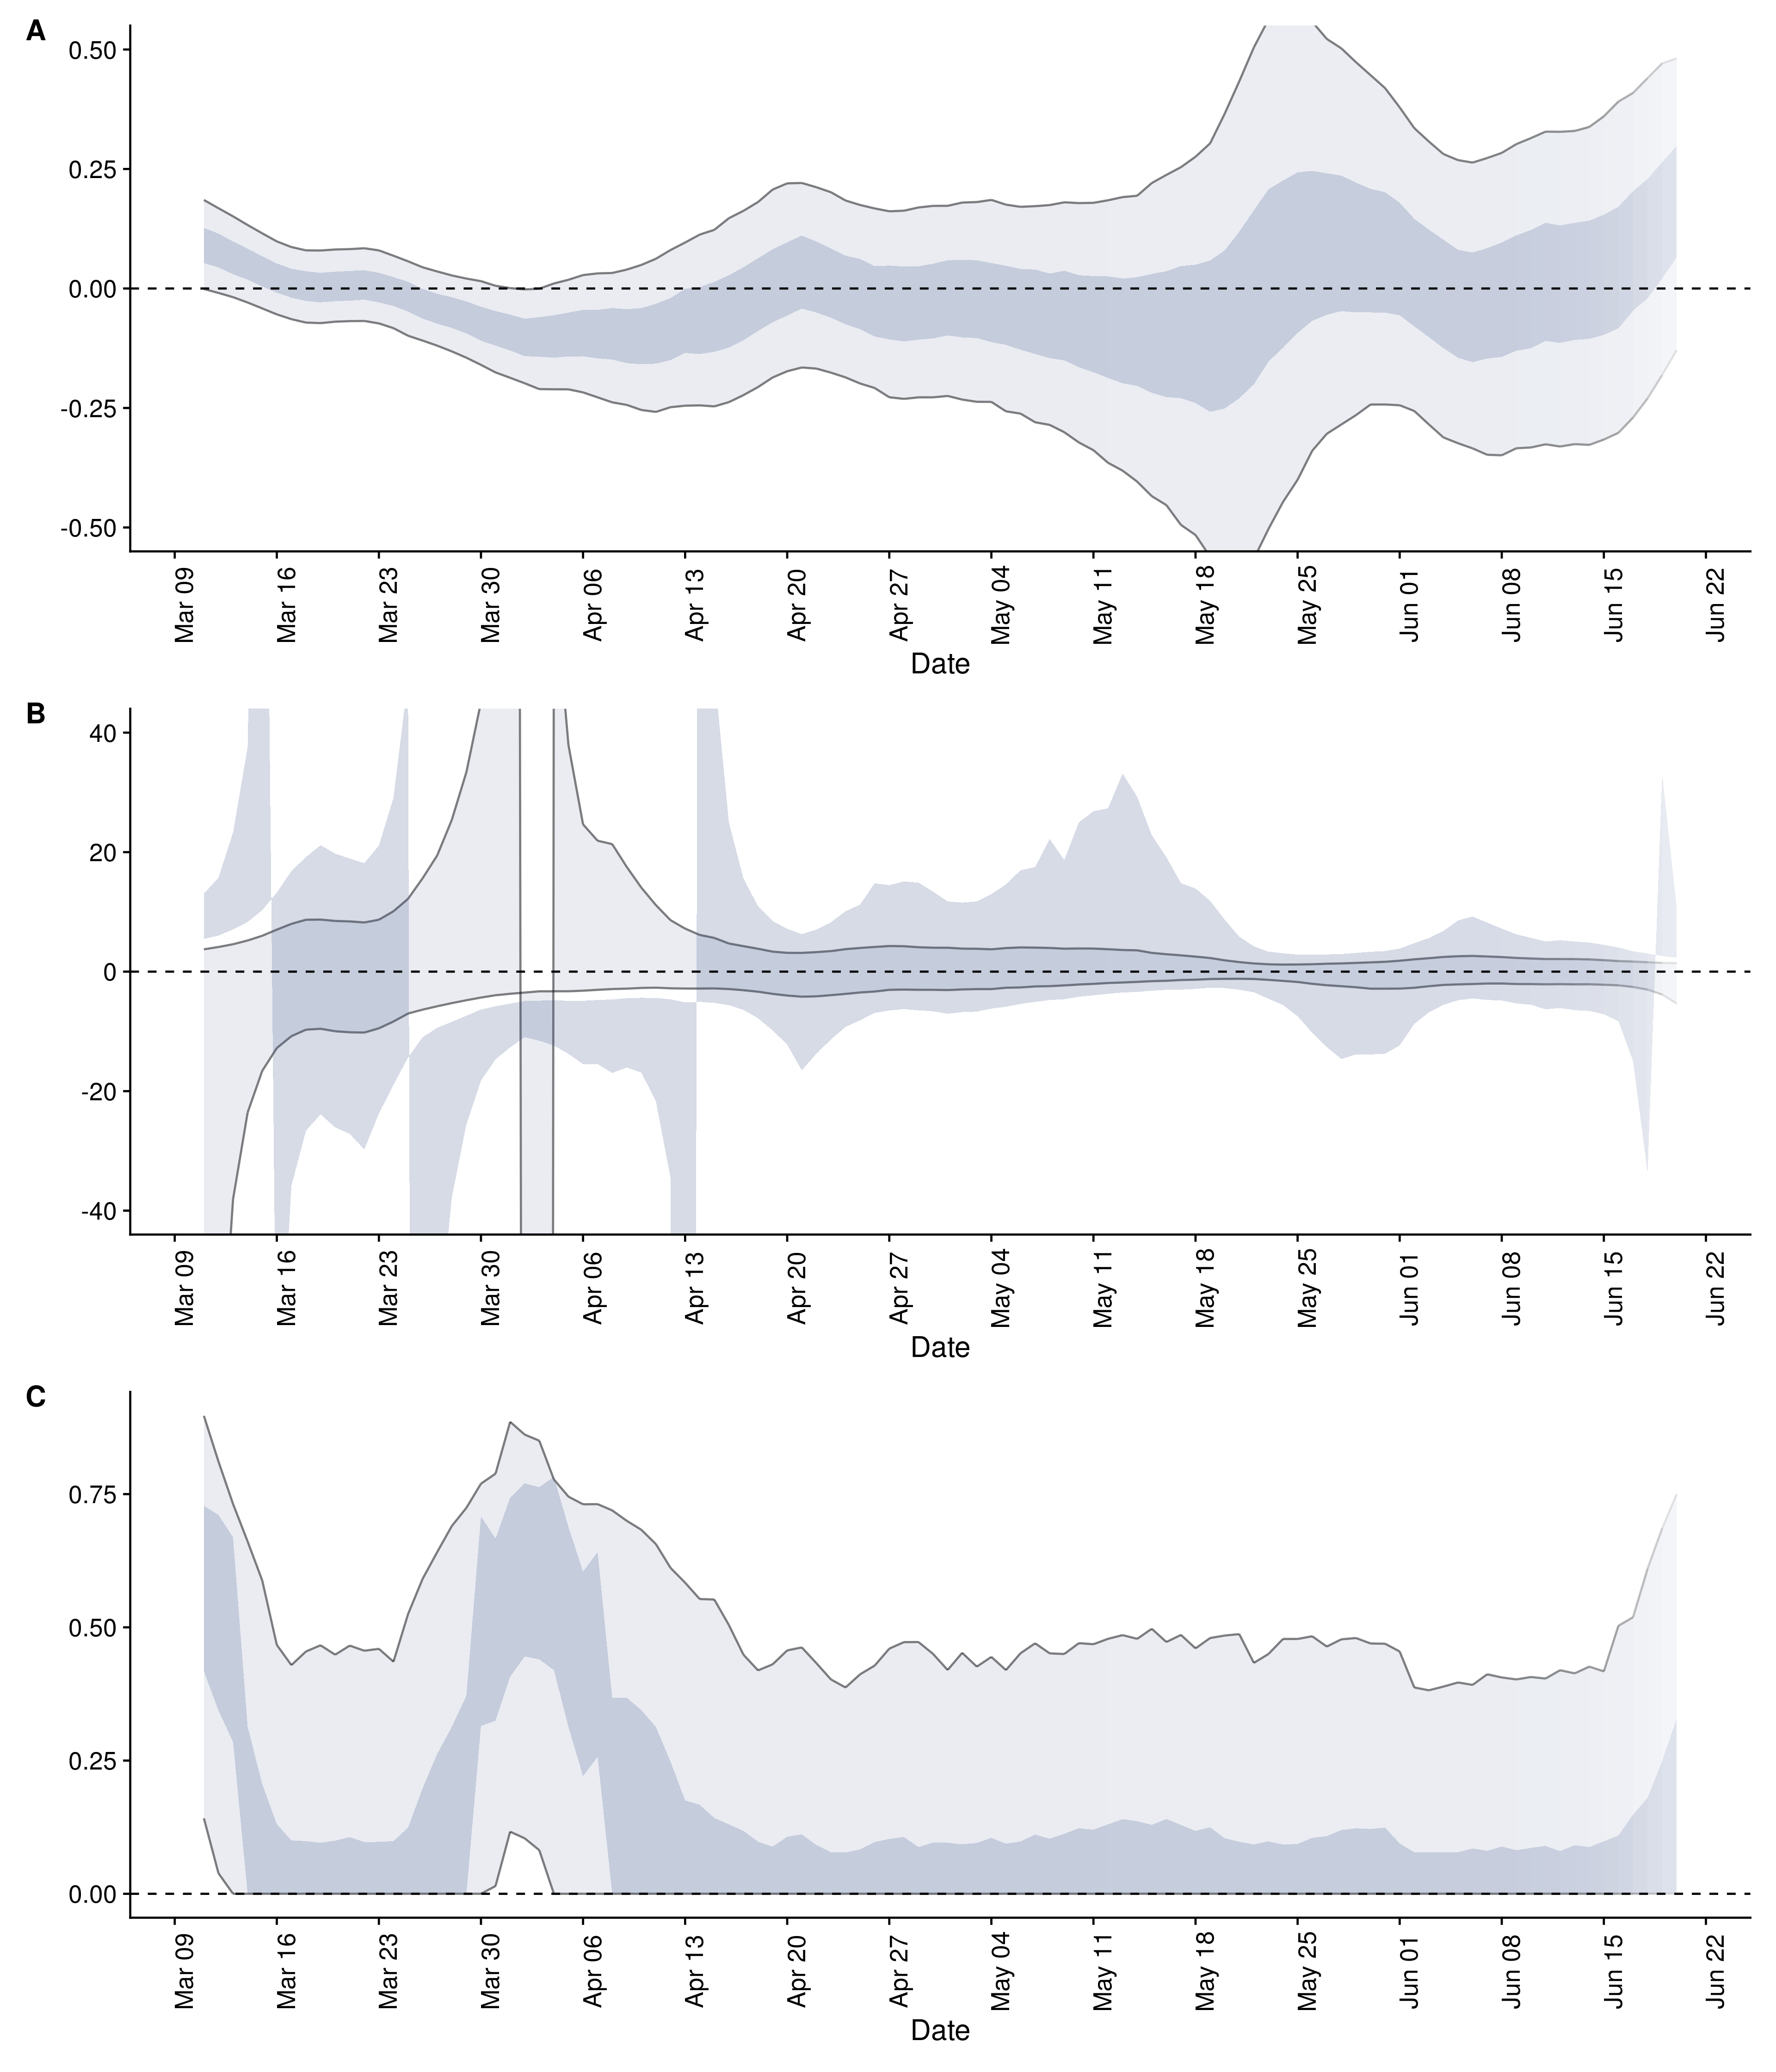 A
0.50
0.25
0.00
-0.25
-0.50
Mar 09
Mar 16
Mar 23
Mar 30
Apr 06
Apr 13
Apr 20
Apr 27
May 04
May 11
May 18
May 25
Jun 01
Jun 08
Jun 15
Jun 22
Date
B
40
20
0
-20
-40
Mar 09
Mar 16
Mar 23
Mar 30
Apr 06
Apr 13
Apr 20
Apr 27
May 04
May 11
May 18
May 25
Jun 01
Jun 08
Jun 15
Jun 22
Date
C
0.75
0.50
0.25
0.00
Mar 09
Mar 16
Mar 23
Mar 30
Apr 06
Apr 13
Apr 20
Apr 27
May 04
May 11
May 18
May 25
Jun 01
Jun 08
Jun 15
Jun 22
Date